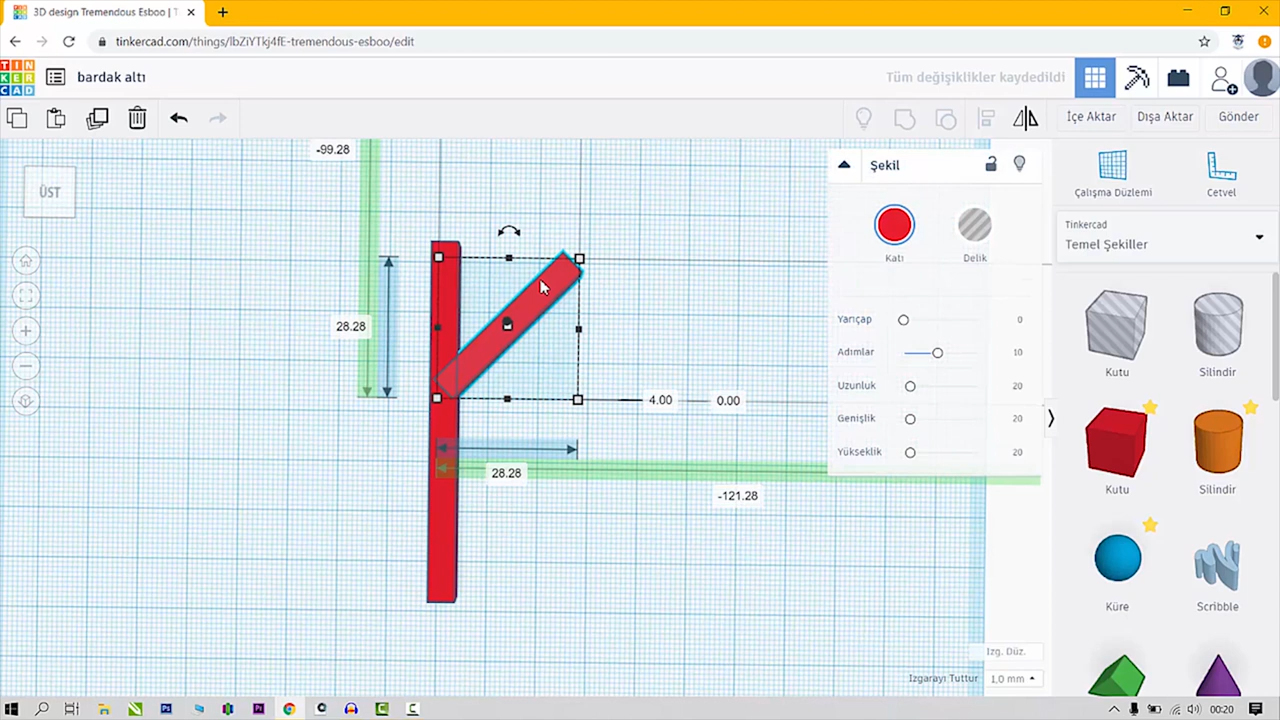 3D design Tremendous Esboo | T
tinkercad.com/things/lbZiYTkj4fE-tremendous-esboo/edit
TIN
KER
CAD
bardak altı
Tüm değişiklikler kaydedildi
İçe Aktar
Dışa Aktar
Gönder
-99.28
ÜST
Şekil
Katı
Delik
Çalışma Düzlemi
Cetvel
Tinkercad
Temel Şekiller
28.28
Yarıçap
0
Adımlar
10
Uzunluk
20
Genişlik
20
Yükseklik
20
4.00
0.00
28.28
-121.28
Kutu
Silindir
Kutu
Silindir
Küre
Scribble
Izg. Düz.
Izgarayı Tuttur
1,0 mm
00:20